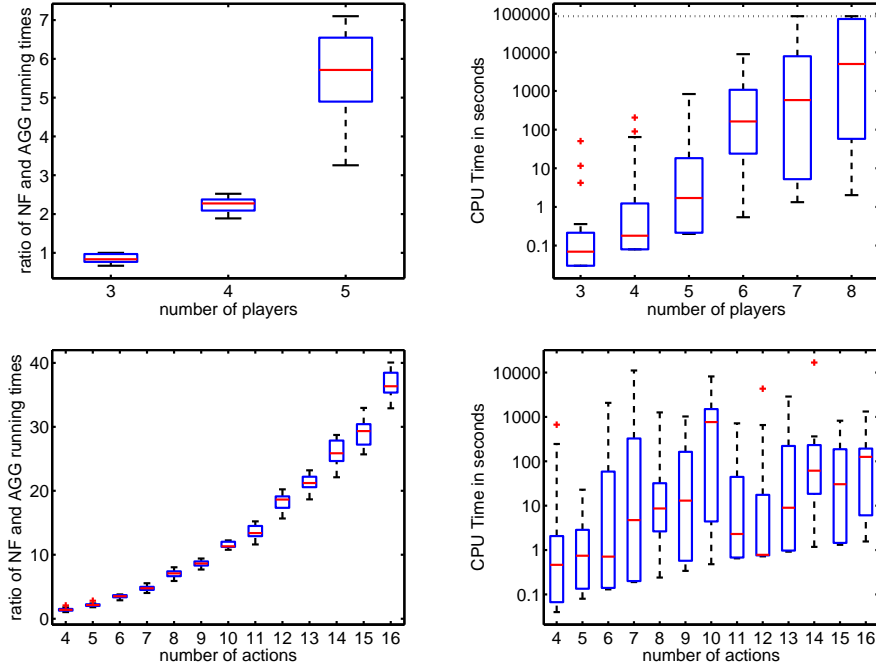 ratio of NF and AGG running times
7
6
5
4
3
2
1
3 4 5
number of players
CPU Time in seconds
100000
10000
1000
100
10
1
0.1
3 4 5 6 7 8
number of players
ratio of NF and AGG running times
40
30
20
10
0
4 5 6 7 8 9 10 11 12 13 14 15 16
number of actions
CPU Time in seconds
10000
1000
100
10
1
0.1
4 5 6 7 8 9 10 11 12 13 14 15 16
number of actions